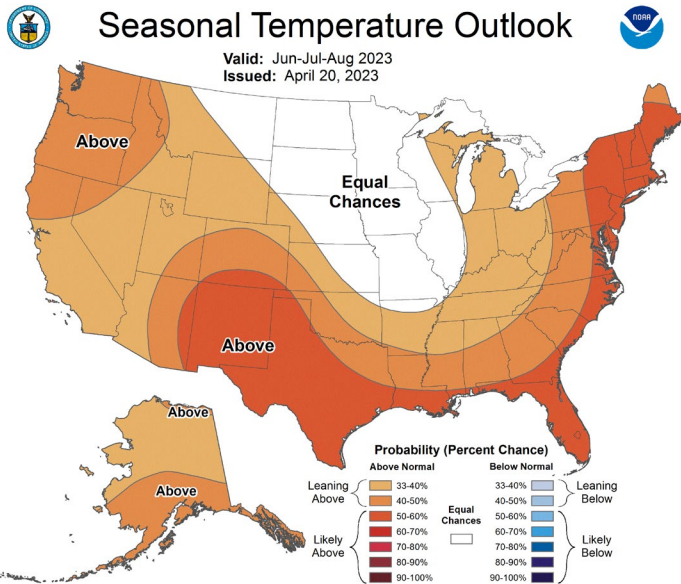 Seasonal Temperature Outlook
NOAA
Valid: Jun-Jul-Aug 2023
Issued: April 20, 2023
Above
Equal
Chances
Above
Above
Above
Probability (Percent Chance)
Above Normal
Below Normal
Leaning
Above
33-40%
40-50%
Likely
Above
50-60%
60-70%
70-80%
80-90%
90-100%
Equal
Chances
33-40%
40-50%
Leaning
Below
50-60%
60-70%
70-80%
80-90%
90-100%
Likely
Below